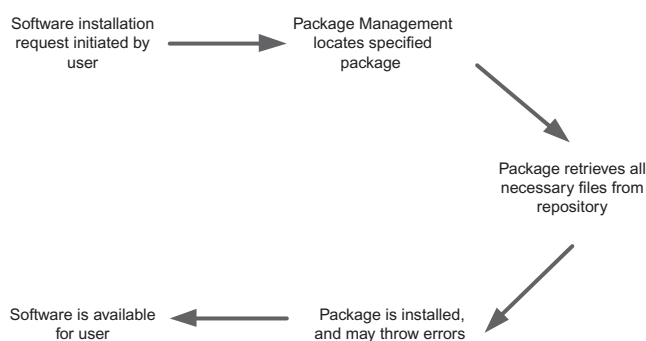 Software installation
request initiated by
user
Package Management
locates specified
package
Package retrieves all
necessary files from
repository
Package is installed,
and may throw errors
Software is available
for user